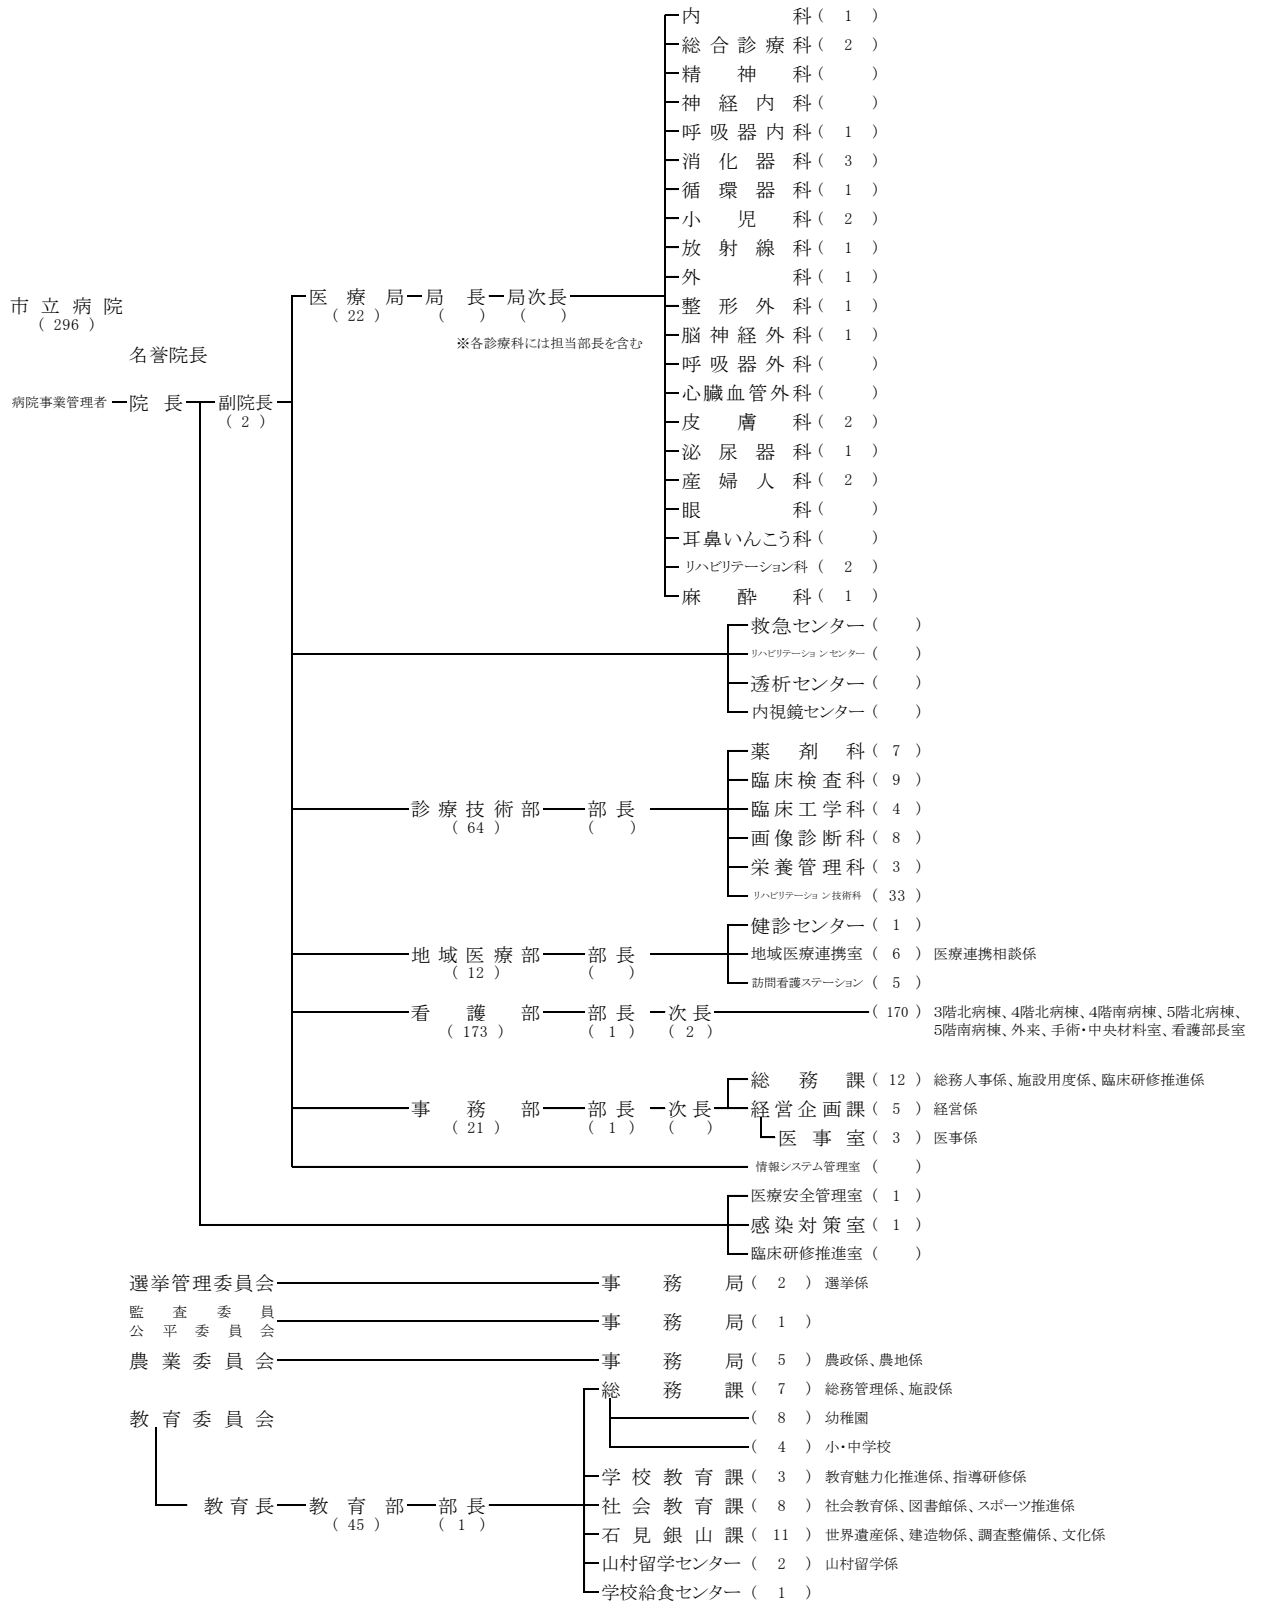 内科( 1 )
総合診療科( 2 )
精神科( )
神経内科( )
呼吸器内科( 1 )
消化器科( 3 )
循環器科( 1 )
小児科( 2 )
放射線科( 1 )
外科( 1 )
整形外科( 1 )
脳神経外科( 1 )
呼吸器外科( )
心臓血管外科( )
皮膚科( 2 )
泌尿器科( 1 )
産婦人科( 2 )
眼科( )
耳鼻いんこう科( )
リハビリテーション科( 2 )
麻酔科( 1 )
市立病院
( 296 )
医療局 局長 局次長
( 22 ) ( ) ( )
※各診療科には担当部長を含む
名誉院長
病院事業管理者 院長 副院長
( 2 )
救急センター( )
リハビリテーションセンター( )
透析センター( )
内視鏡センター( )
薬剤科( 7 )
臨床検査科( 9 )
診療技術部 部長 臨床工学科( 4 )
( 64 ) ( )
画像診断科( 8 )
栄養管理科( 3 )
リハビリテーション技術科( 33 )
健診センター( 1 )
地域医療部 部長 地域医療連携室( 6 ) 医療連携相談係
( 12 ) ( )
訪問看護ステーション( 5 )
看護部 部長 次長 ( 170 ) 3階北病棟、4階北病棟、4階南病棟、5階北病棟、
( 173 ) ( 1 ) ( 2 ) 5階南病棟、外来、手術・中央材料室、看護部長室
総務課( 12 ) 総務人事係、施設用度係、臨床研修推進係
事務部 部長 次長 経営企画課( 5 ) 経営係
( 21 ) ( 1 ) ( )
医事室( 3 ) 医事係
情報システム管理室( )
医療安全管理室( 1 )
感染対策室( 1 )
臨床研修推進室( )
選挙管理委員会 事務局( 2 ) 選挙係
監査委員
公平委員会 事務局( 1 )
農業委員会 事務局( 5 ) 農政係、農地係
総務課( 7 ) 総務管理係、施設係
教育委員会 ( 8 ) 幼稚園
( 4 ) 小・中学校
学校教育課( 3 ) 教育魅力化推進係、指導研修係
教育長 教育部 部長 社会教育課( 8 ) 社会教育係、図書館係、スポーツ推進係
( 45 ) ( 1 )
石見銀山課( 11 ) 世界遺産係、建造物係、調査整備係、文化係
山村留学センター( 2 ) 山村留学係
学校給食センター( 1 )